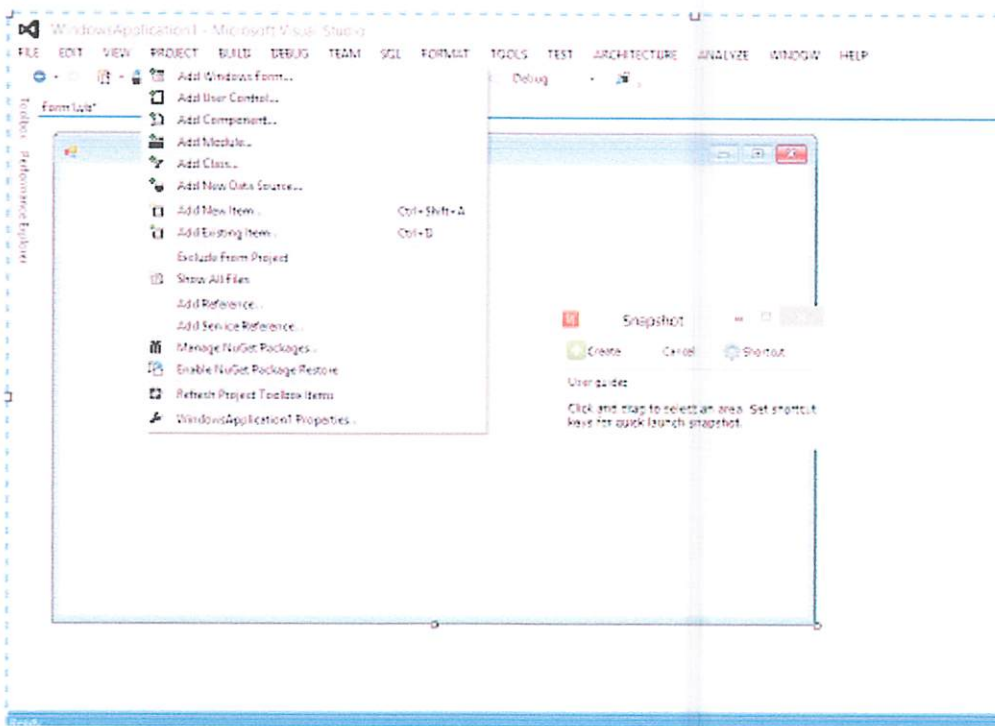 WindowsApplication1 - Microsoft Visual Studio
FILE EDIT VIEW PROJECT BUILD DEBUG TEAM SQL FORMAT TOOLS TEST ARCHITECTURE ANALYZE WINDOW HELP
Add Windows Form... Debug
Add User Control...
Form1.vb*
Add Component...
Add Module...
Add Class...
Add New Data Source...
Add New Item... Ctrl+Shift+A
Add Existing Item... Ctrl+D
Exclude From Project
Show All Files
Add Reference...
Add Service Reference...
Manage NuGet Packages...
Enable NuGet Package Restore
Refresh Project Toolbox Items
WindowsApplication1 Properties...
Toolbox Performance Explorer
Snapshot
Create Cancel Shortcut
User guide:
Click and drag to select an area. Set shortcut
keys for quick launch snapshot.
Ready